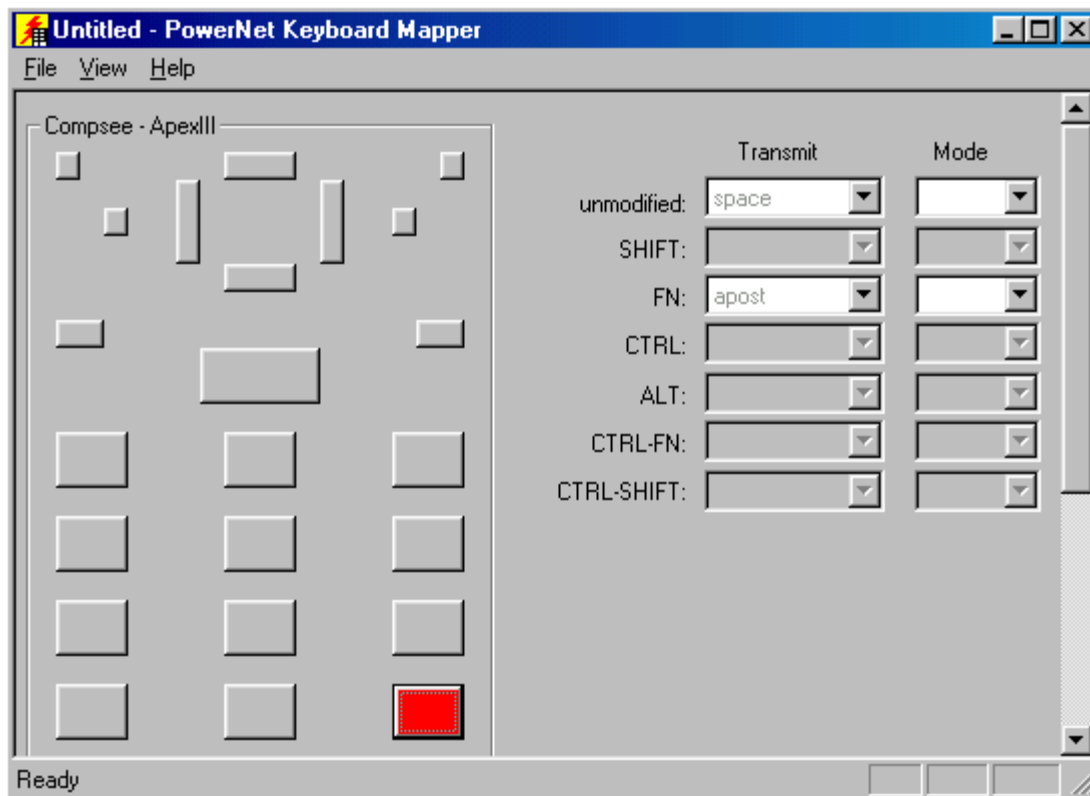 Untitled - PowerNet Keyboard Mapper
File View Help
Compsee - ApexIII
Transmit Mode
unmodified: space
SHIFT:
FN: apost
CTRL:
ALT:
CTRL-FN:
CTRL-SHIFT:
Ready